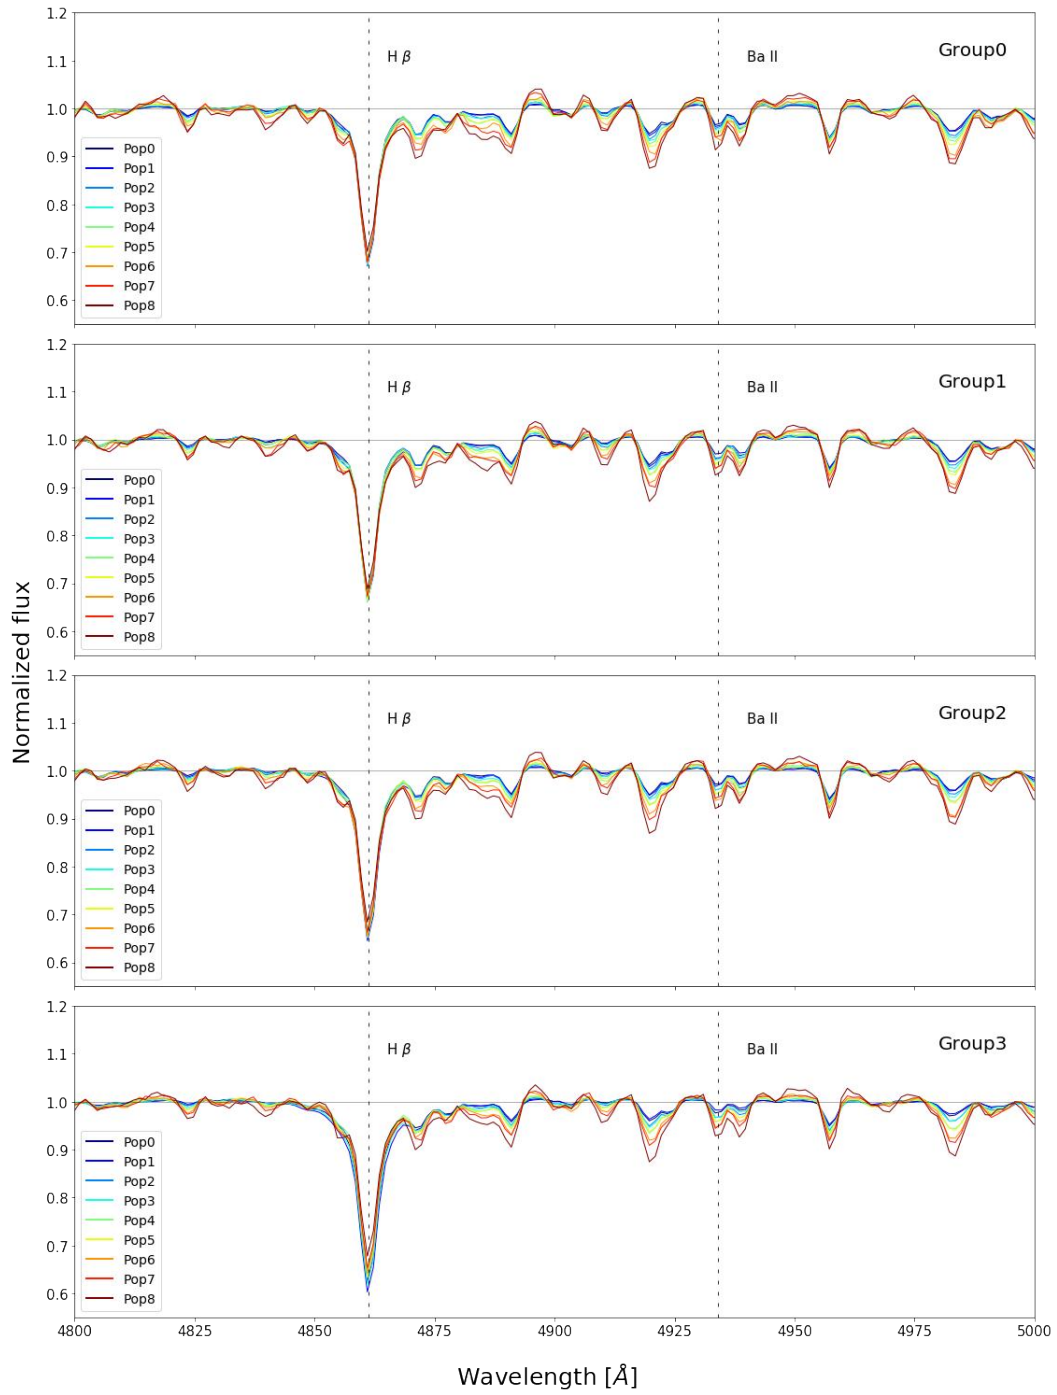 1.2
1.1
1.0
0.9
0.8
0.7
0.6
H β
Ba II
Group0
Pop0
Pop1
Pop2
Pop3
Pop4
Pop5
Pop6
Pop7
Pop8
1.2
1.1
1.0
0.9
0.8
0.7
0.6
H β
Ba II
Group1
Pop0
Pop1
Pop2
Pop3
Pop4
Pop5
Pop6
Pop7
Pop8
Normalized flux
1.2
1.1
1.0
0.9
0.8
0.7
0.6
H β
Ba II
Group2
Pop0
Pop1
Pop2
Pop3
Pop4
Pop5
Pop6
Pop7
Pop8
1.2
1.1
1.0
0.9
0.8
0.7
0.6
H β
Ba II
Group3
Pop0
Pop1
Pop2
Pop3
Pop4
Pop5
Pop6
Pop7
Pop8
4800 4825 4850 4875 4900 4925 4950 4975 5000
Wavelength [Å]